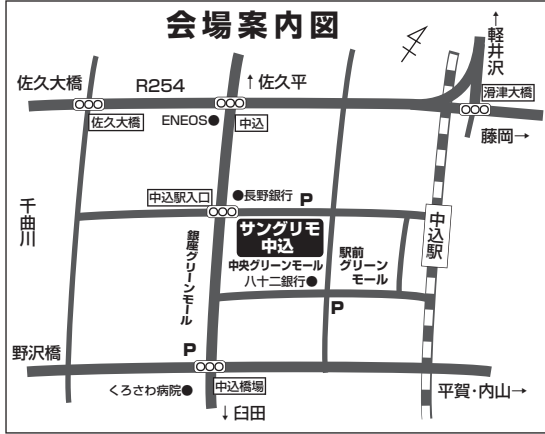 会場案内図
↑軽井沢
佐久大橋
R254
↑佐久平
滑津大橋
佐久大橋
ENEOS●
中込
藤岡→
千曲川
中込駅入口
●長野銀行
P
サングリモ
中込
中込駅
銀座グリーンモール
中央グリーンモール
八十二銀行●
駅前
グリーン
モール
P
野沢橋
P
くろさわ病院●
中込橋場
平賀・内山→
↓臼田